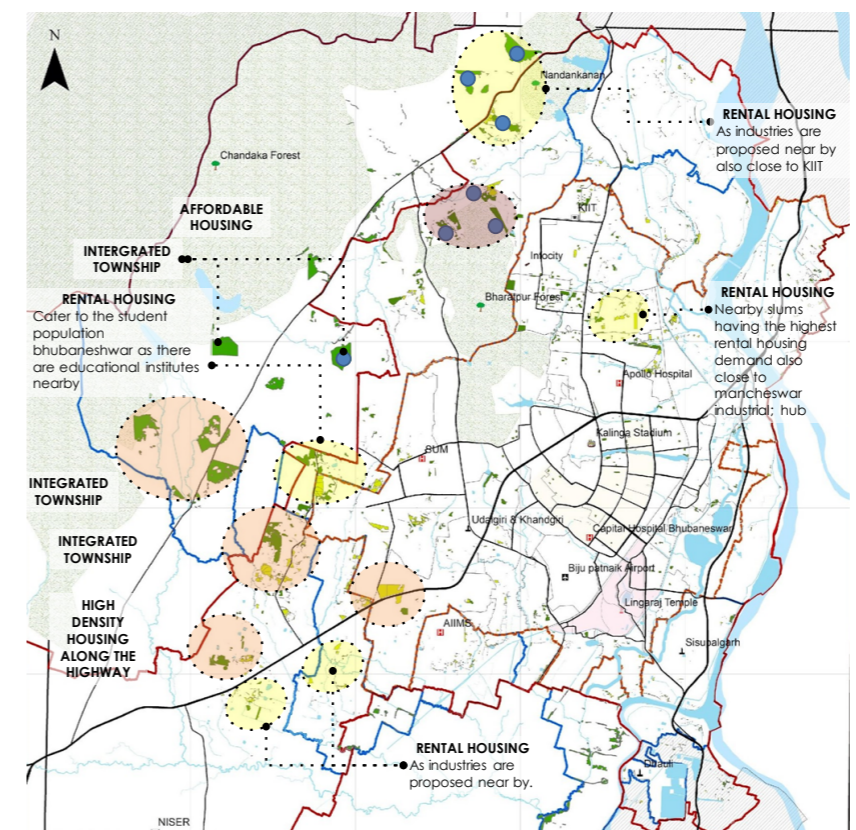 N
Nandankanan
RENTAL HOUSING
As industries are
proposed near by
also close to KIIT
Chandaka Forest
AFFORDABLE
HOUSING
KIIT
INTERGRATED
TOWNSHIP
Infocity
RENTAL HOUSING
Cater to the student
population
bhubaneshwar as there
are educational institutes
nearby
Bharatpur Forest
RENTAL HOUSING
Nearby slums
having the highest
rental housing
demand also
close to
mancheswar
industrial; hub
Apollo Hospital
H
Kalinga Stadium
SUM
H
INTEGRATED
TOWNSHIP
Udaigiri & Khandgiri
Capital Hospital Bhubaneswar
H
INTEGRATED
TOWNSHIP
Biju patnaik Airport
Lingaraj Temple
HIGH
DENSITY
HOUSING
ALONG THE
HIGHWAY
AIIMS
H
Sisupalgarh
RENTAL HOUSING
As industries are
proposed near by.
Dhauli
NISER